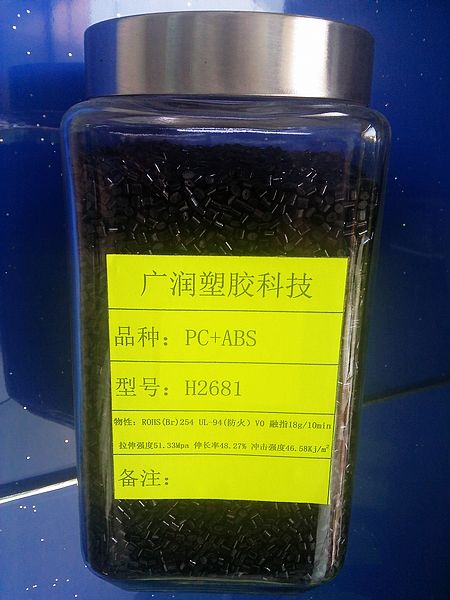 广润塑胶科技
品种：PC+ABS
型号：H2681
物性：ROHS(Br)254 UL-94(防火) V0 融指18g/10min
拉伸强度51.33Mpa 伸长率48.27% 冲击强度46.58Kj/m²
备注：